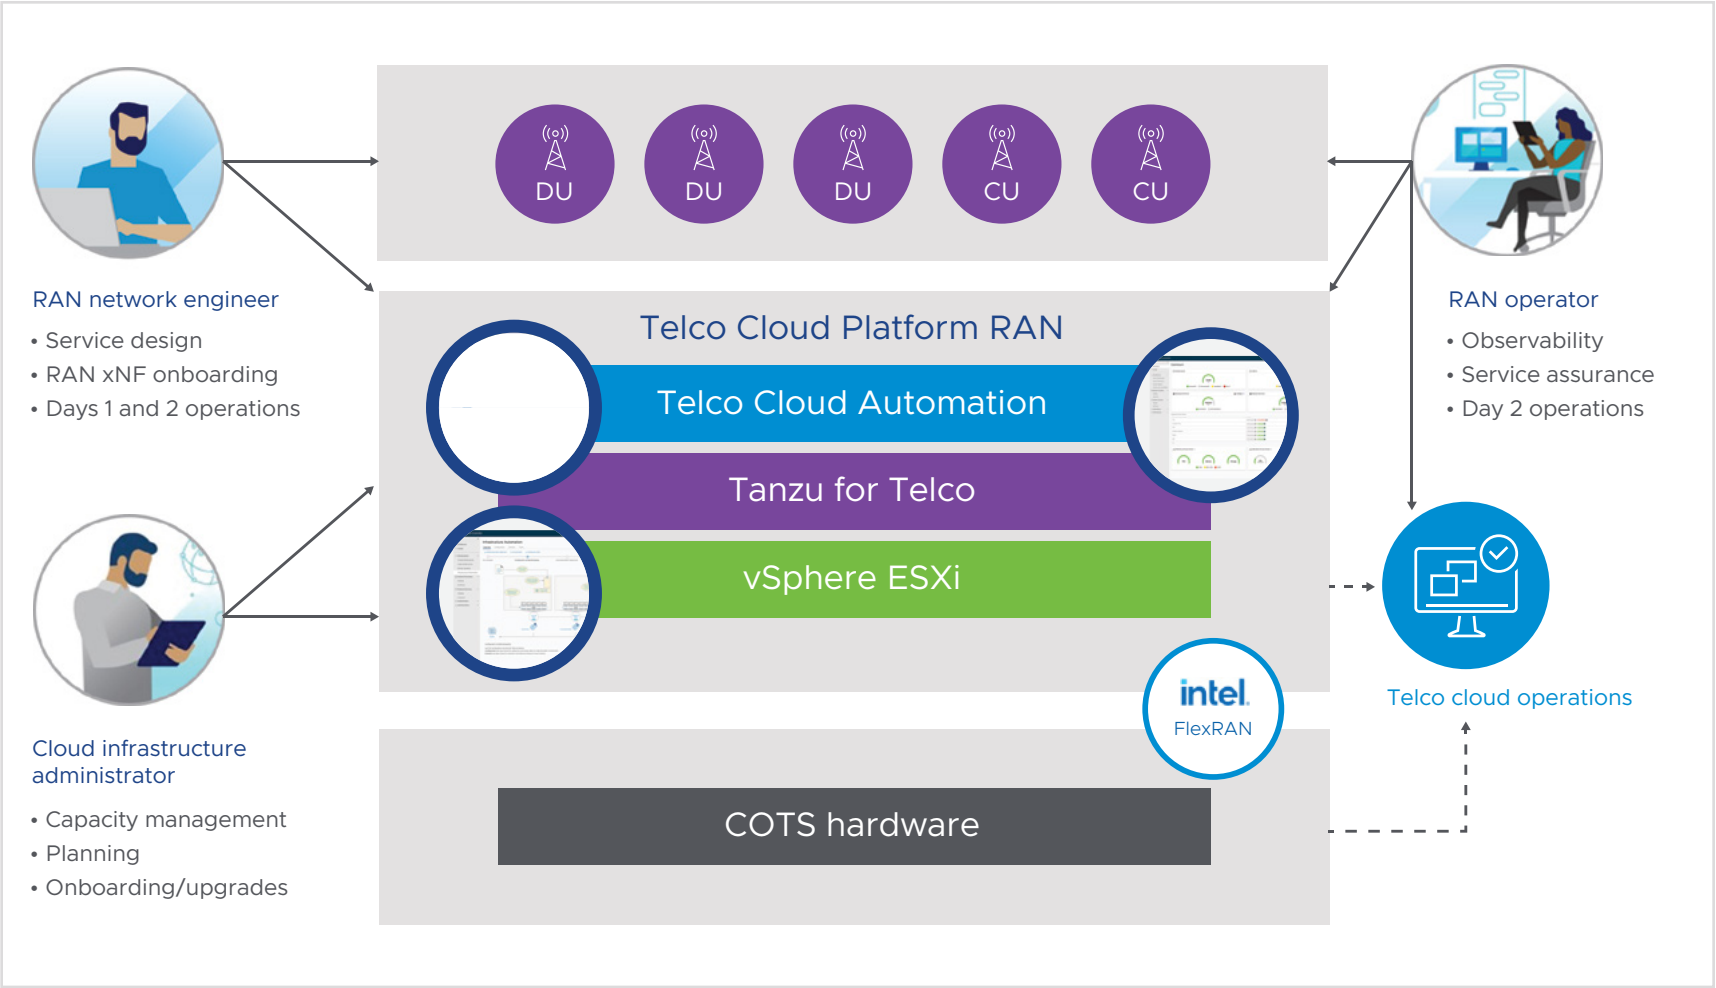 DU
DU
DU
CU
CU
RAN network engineer
• Service design
• RAN xNF onboarding
• Days 1 and 2 operations
RAN operator
• Observability
• Service assurance
• Day 2 operations
Telco Cloud Platform RAN
Telco Cloud Automation
Tanzu for Telco
vSphere ESXi
Infrastructure Automation
intel.
FlexRAN
Telco cloud operations
Cloud infrastructure
administrator
• Capacity management
• Planning
• Onboarding/upgrades
COTS hardware